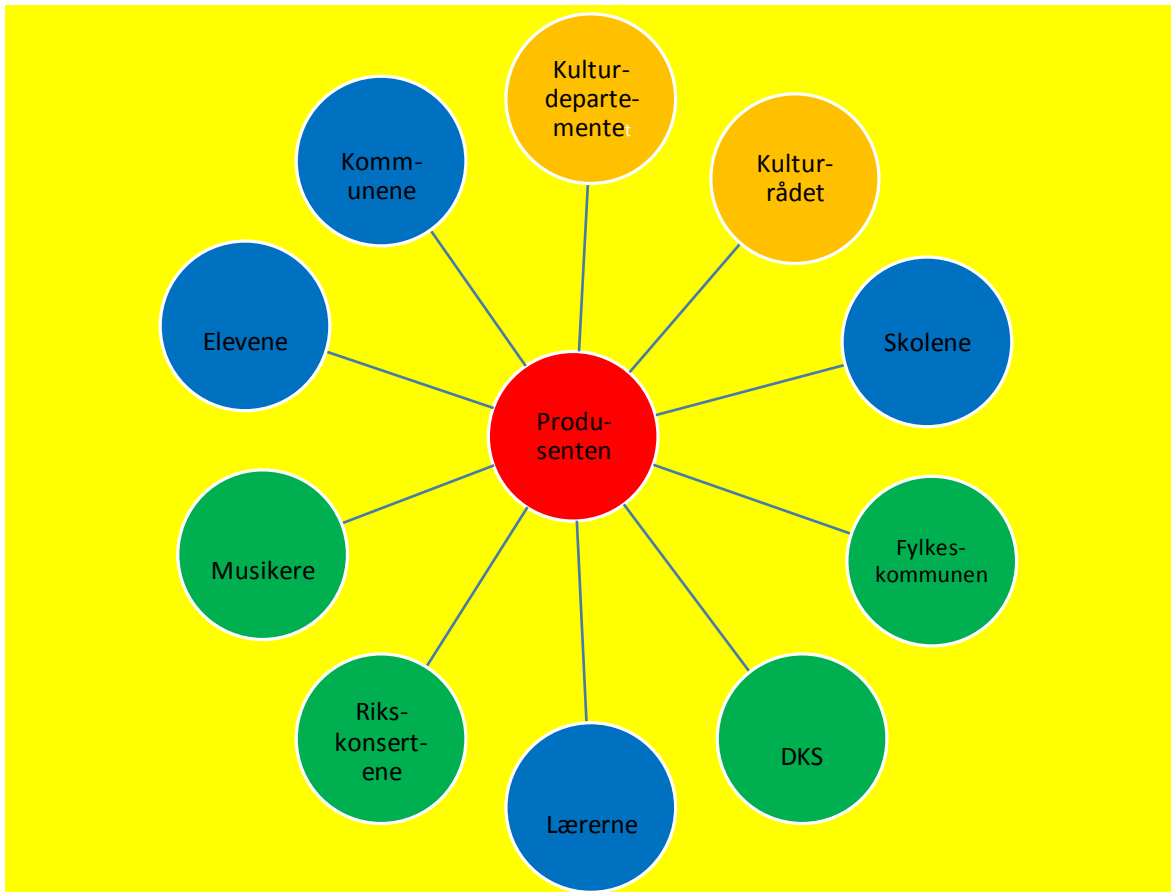 Kultur-
departe-
mentet
Kultur-
rådet
Skolene
Fylkes-
kommunen
DKS
Lærerne
Riks-
konsert-
ene
Musikere
Elevene
Komm-
unene
Produ-
senten